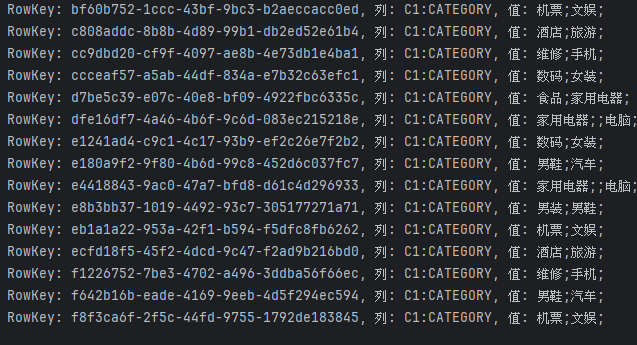 RowKey: bf60b752-1ccc-43bf-9bc3-b2aeccacc0ed, 列: C1:CATEGORY, 值: 机票;文娱;
RowKey: c808addc-8b8b-4d89-99b1-db2ed52e61b4, 列: C1:CATEGORY, 值: 酒店;旅游;
RowKey: cc9dbd20-cf9f-4097-ae8b-4e73db1e4ba1, 列: C1:CATEGORY, 值: 维修;手机;
RowKey: ccceaf57-a5ab-44df-834a-e7b32c63efc1, 列: C1:CATEGORY, 值: 数码;女装;
RowKey: d7be5c39-e07c-40e8-bf09-4922fbc6335c, 列: C1:CATEGORY, 值: 食品;家用电器;
RowKey: dfe16df7-4a46-4b6f-9c6d-083ec215218e, 列: C1:CATEGORY, 值: 家用电器;;电脑;
RowKey: e1241ad4-c9c1-4c17-93b9-ef2c26e7f2b2, 列: C1:CATEGORY, 值: 数码;女装;
RowKey: e180a9f2-9f80-4b6d-99c8-452d6c037fc7, 列: C1:CATEGORY, 值: 男鞋;汽车;
RowKey: e4418843-9ac0-47a7-bfd8-d61c4d296933, 列: C1:CATEGORY, 值: 家用电器;;电脑;
RowKey: e8b3bb37-1019-4492-93c7-305177271a71, 列: C1:CATEGORY, 值: 男装;男鞋;
RowKey: eb1a1a22-953a-42f1-b594-f5dfc8fb6262, 列: C1:CATEGORY, 值: 机票;文娱;
RowKey: ecfd18f5-45f2-4dcd-9c47-f2ad9b216bd0, 列: C1:CATEGORY, 值: 酒店;旅游;
RowKey: f1226752-7be3-4702-a496-3ddba56f66ec, 列: C1:CATEGORY, 值: 维修;手机;
RowKey: f642b16b-eade-4169-9eeb-4d5f294ec594, 列: C1:CATEGORY, 值: 男鞋;汽车;
RowKey: f8f3ca6f-2f5c-44fd-9755-1792de183845, 列: C1:CATEGORY, 值: 机票;文娱;